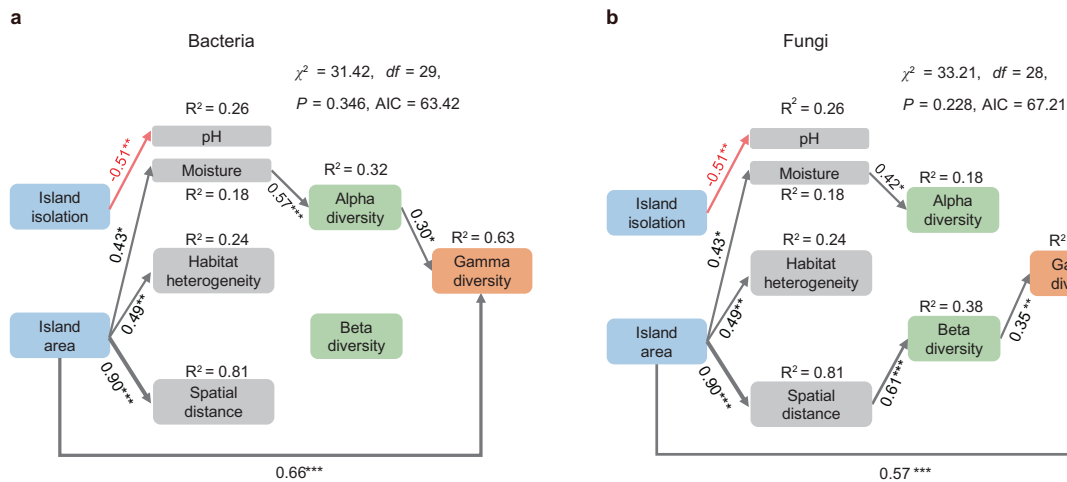 a
Bacteria
χ² = 31.42, df = 29,
P = 0.346, AIC = 63.42
R² = 0.26
pH
-0.51**
Moisture
R² = 0.18
0.57***
R² = 0.32
Island
isolation
Alpha
diversity
0.43*
0.30*
R² = 0.24
Habitat
heterogeneity
R² = 0.63
Gamma
diversity
0.49**
Island
area
Beta
diversity
0.90***
R² = 0.81
Spatial
distance
0.66***
b
Fungi
χ² = 33.21, df = 28,
P = 0.228, AIC = 67.21
R² = 0.26
pH
-0.51**
Moisture
R² = 0.18
0.42*
R² = 0.18
Island
isolation
Alpha
diversity
0.43*
R² = 0.24
Habitat
heterogeneity
R²
0.49**
Island
area
R² = 0.38
Beta
diversity
0.35**
0.90***
R² = 0.81
Spatial
distance
0.61***
0.57***